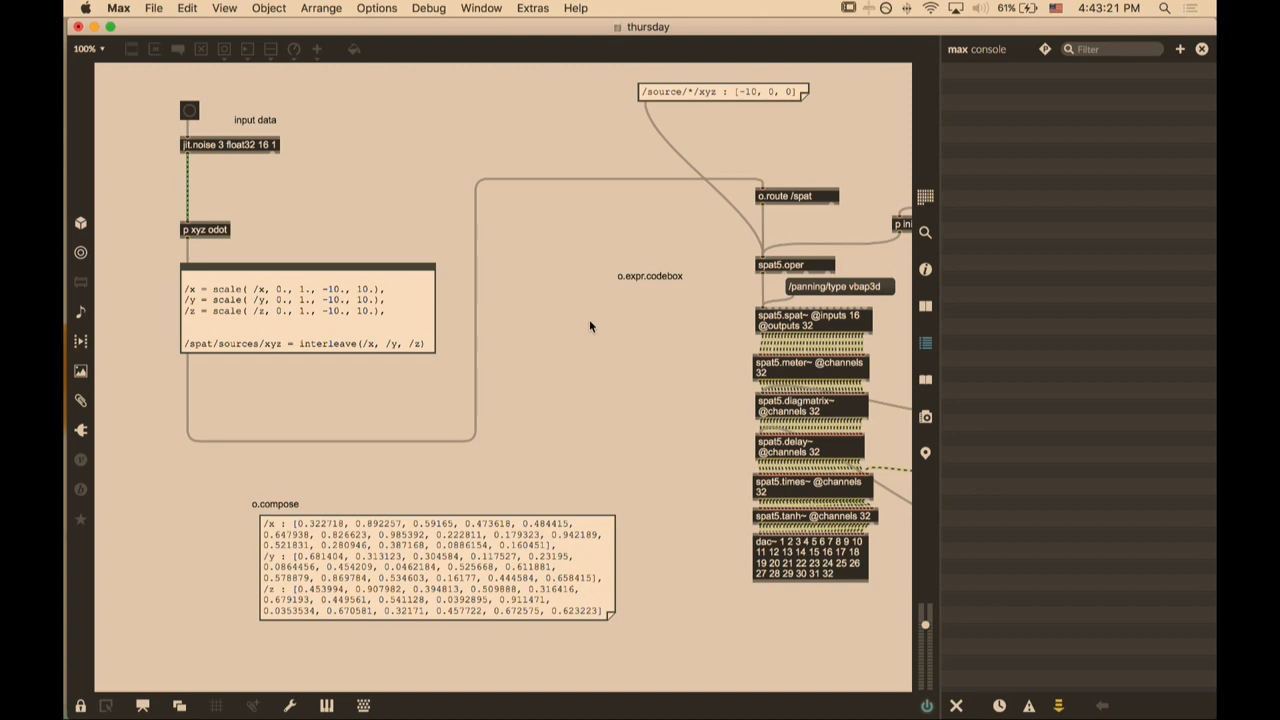 Max File Edit View Object Arrange Options Debug Window Extras Help 61% 4:43:21 PM
thursday
100%
max console
Filter
/source/*/xyz : [-10, 0, 0]
input data
jit.noise 3 float32 16 1
o.route /spat
p xyz odot
p ini
spat5.oper
o.expr.codebox
/panning/type vbap3d
/x = scale( /x, 0., 1., -10., 10.),
/y = scale( /y, 0., 1., -10., 10.),
/z = scale( /z, 0., 1., -10., 10.),
/spat/sources/xyz = interleave(/x, /y, /z)
spat5.spat~ @inputs 16
@outputs 32
spat5.meter~ @channels
32
spat5.diagmatrix~
@channels 32
spat5.delay~
@channels 32
spat5.times~ @channels
32
spat5.tanh~ @channels 32
dac~ 1 2 3 4 5 6 7 8 9 10
11 12 13 14 15 16 17 18
19 20 21 22 23 24 25 26
27 28 29 30 31 32
o.compose
/x : [0.322718, 0.892257, 0.59165, 0.473618, 0.484415,
0.647938, 0.826623, 0.985392, 0.222811, 0.179323, 0.942189,
0.521831, 0.280946, 0.387168, 0.0886154, 0.160451],
/y : [0.681404, 0.313123, 0.304584, 0.117527, 0.23195,
0.0864456, 0.454209, 0.0462184, 0.525668, 0.611881,
0.578879, 0.869784, 0.534603, 0.16177, 0.444584, 0.658415],
/z : [0.453994, 0.907982, 0.394813, 0.509888, 0.316416,
0.679193, 0.449561, 0.541128, 0.0392895, 0.911471,
0.0353534, 0.670581, 0.32171, 0.457722, 0.672575, 0.623223]